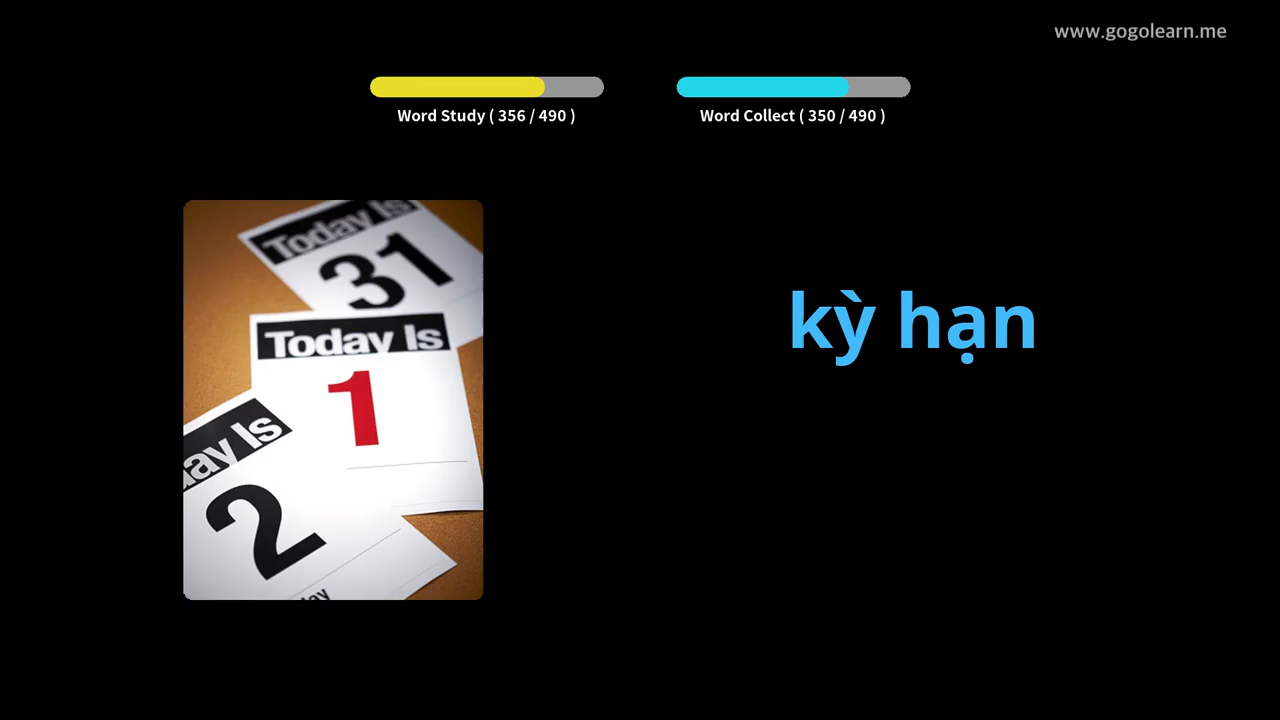 www.gogolearn.me
Word Study ( 356 / 490 )
Word Collect ( 350 / 490 )
Today Is
31
Today Is
1
ay Is
2
kỳ hạn